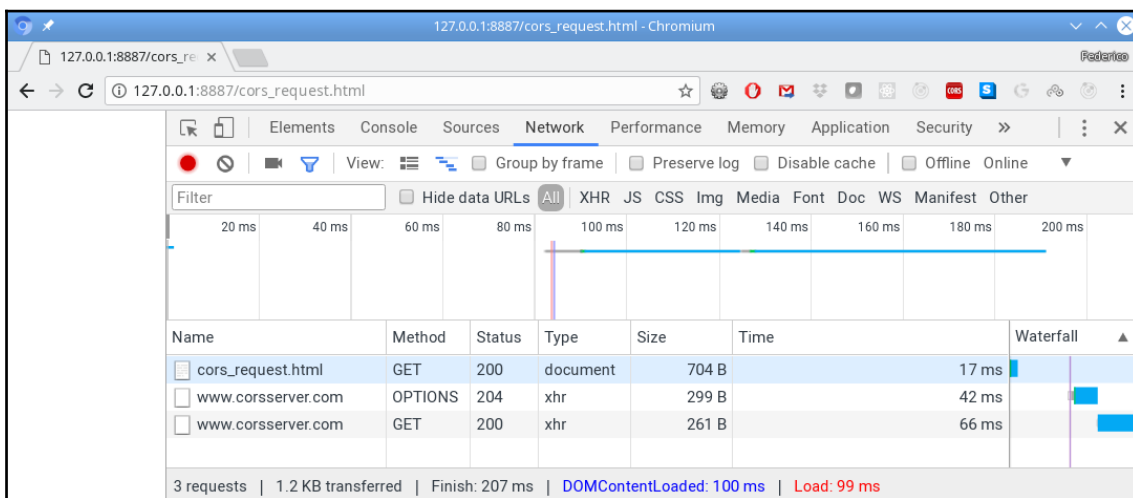 127.0.0.1:8887/cors_request.html - Chromium
127.0.0.1:8887/cors_re
Federico
127.0.0.1:8887/cors_request.html
CORS S G
Elements Console Sources Network Performance Memory Application Security »
View: Group by frame Preserve log Disable cache Offline Online
Filter Hide data URLs All XHR JS CSS Img Media Font Doc WS Manifest Other
20 ms 40 ms 60 ms 80 ms 100 ms 120 ms 140 ms 160 ms 180 ms 200 ms
Name Method Status Type Size Time Waterfall
cors_request.html GET 200 document 704 B 17 ms
www.corsserver.com OPTIONS 204 xhr 299 B 42 ms
www.corsserver.com GET 200 xhr 261 B 66 ms
3 requests | 1.2 KB transferred | Finish: 207 ms | DOMContentLoaded: 100 ms | Load: 99 ms